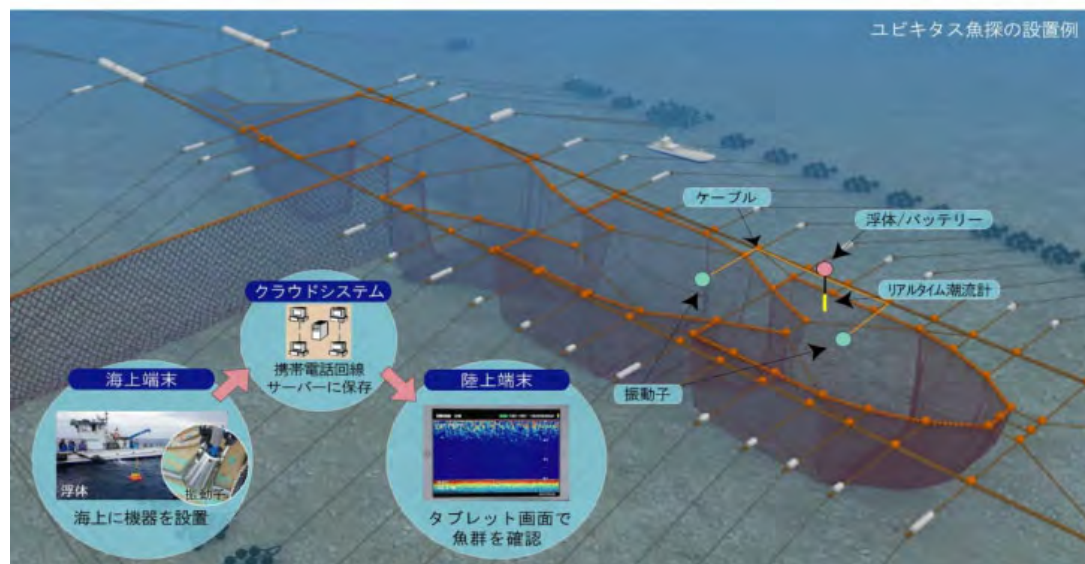 ユビキタス魚探の設置例
ケーブル
浮体/バッテリー
リアルタイム潮流計
振動子
クラウドシステム
携帯電話回線
サーバーに保存
海上端末
浮体
振動子
海上に機器を設置
陸上端末
タブレット画面で
魚群を確認